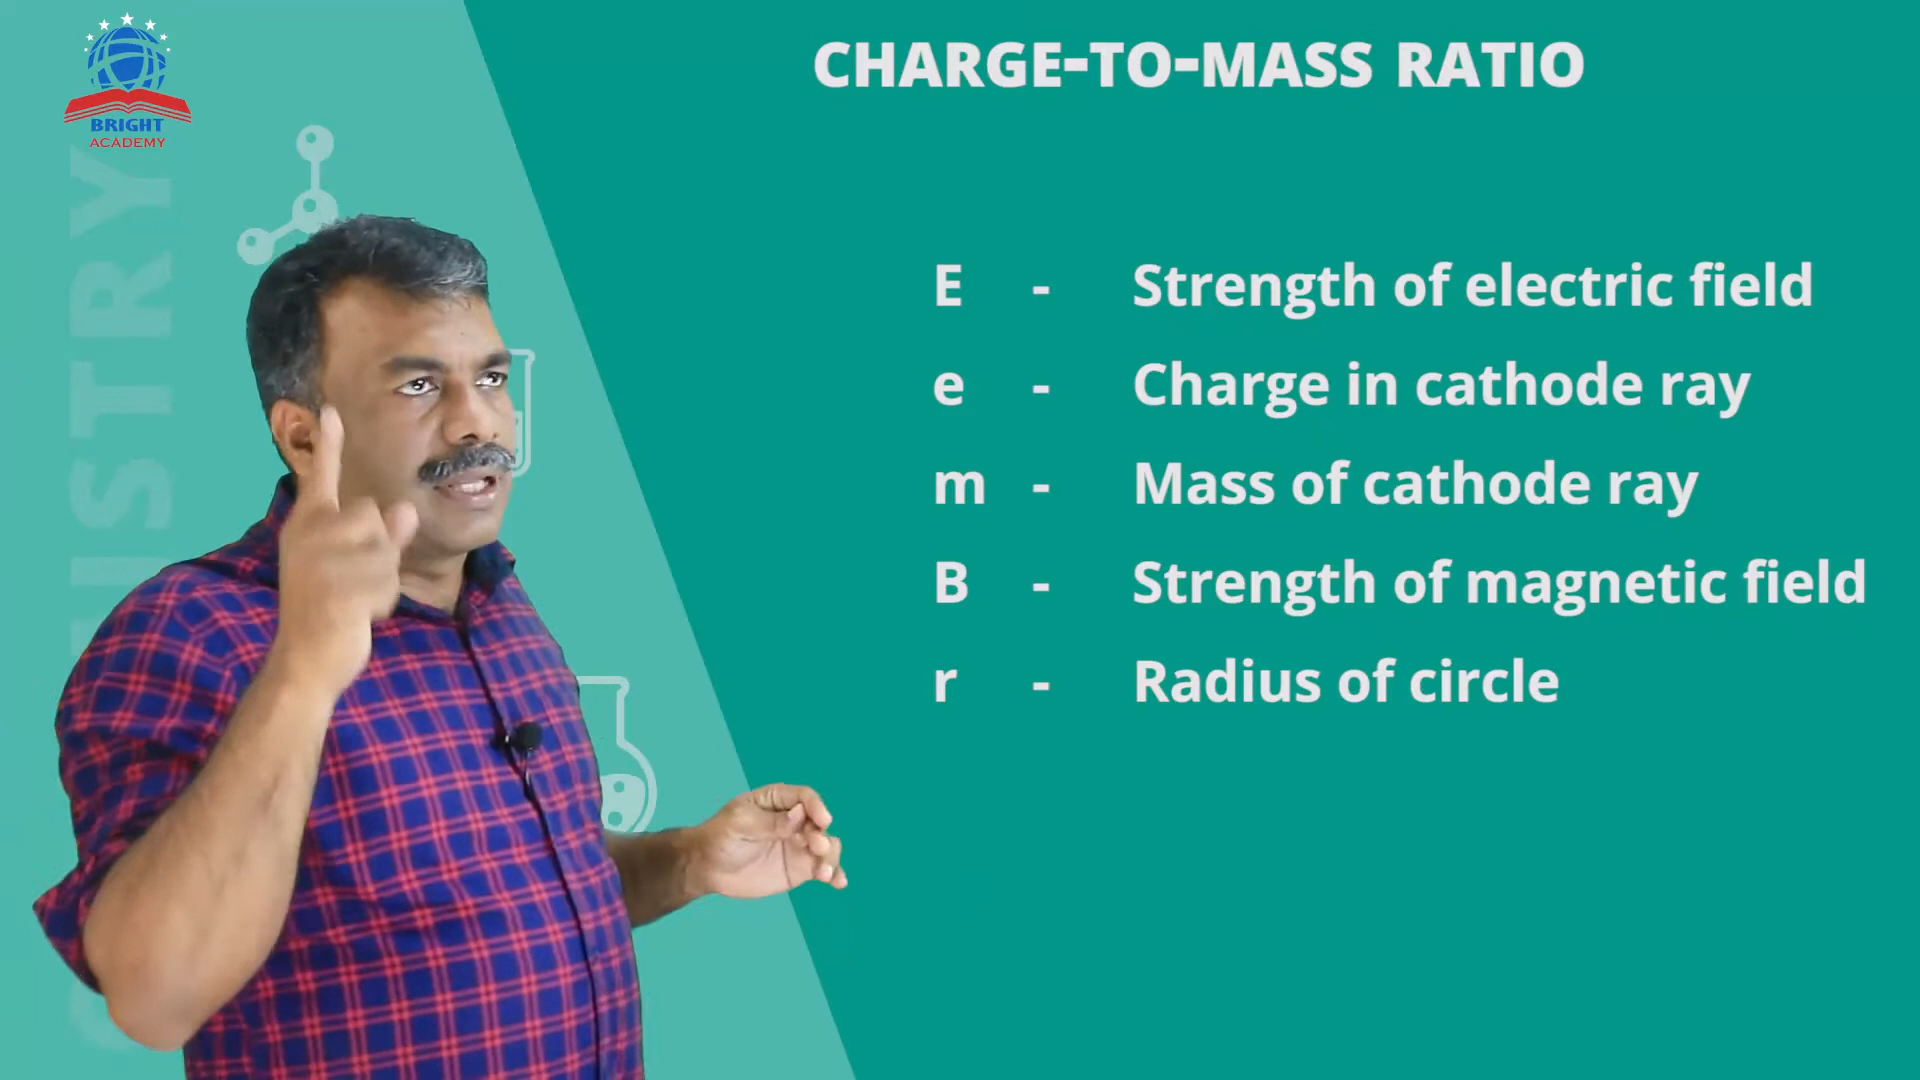 BRIGHT
ACADEMY
CHARGE-TO-MASS RATIO
E - Strength of electric field
e - Charge in cathode ray
m - Mass of cathode ray
B - Strength of magnetic field
r - Radius of circle